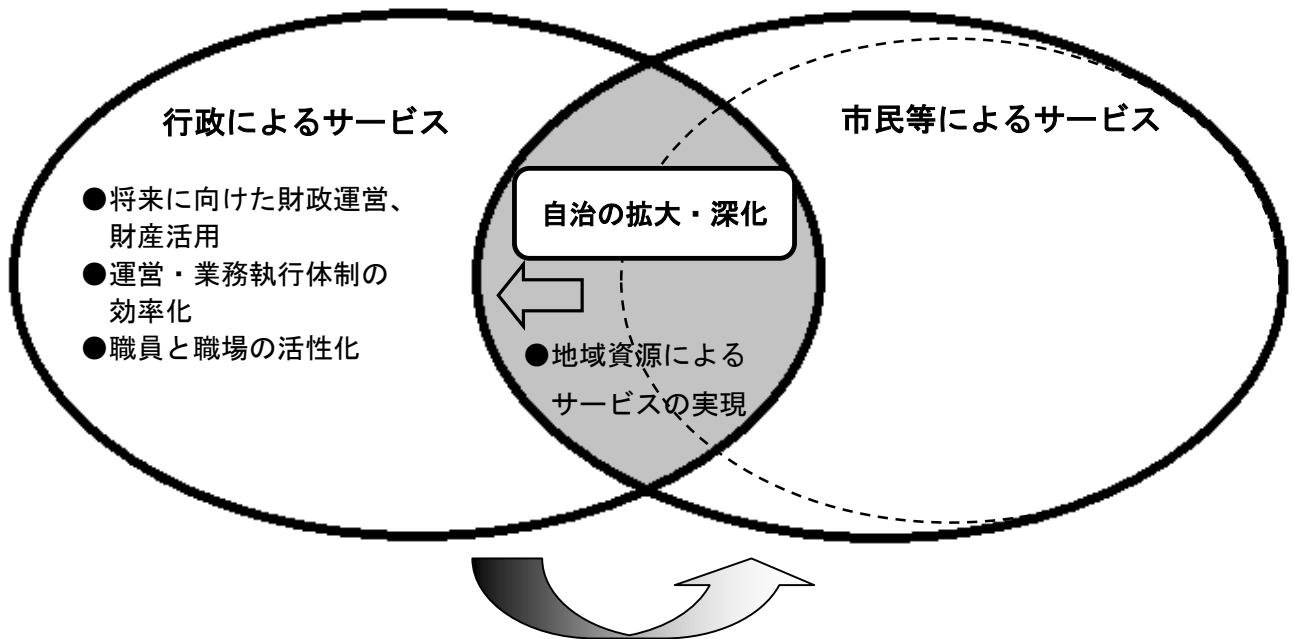 行政によるサービス
市民等によるサービス
●将来に向けた財政運営、
財産活用
●運営・業務執行体制の
効率化
●職員と職場の活性化
自治の拡大・深化
●地域資源による
サービスの実現